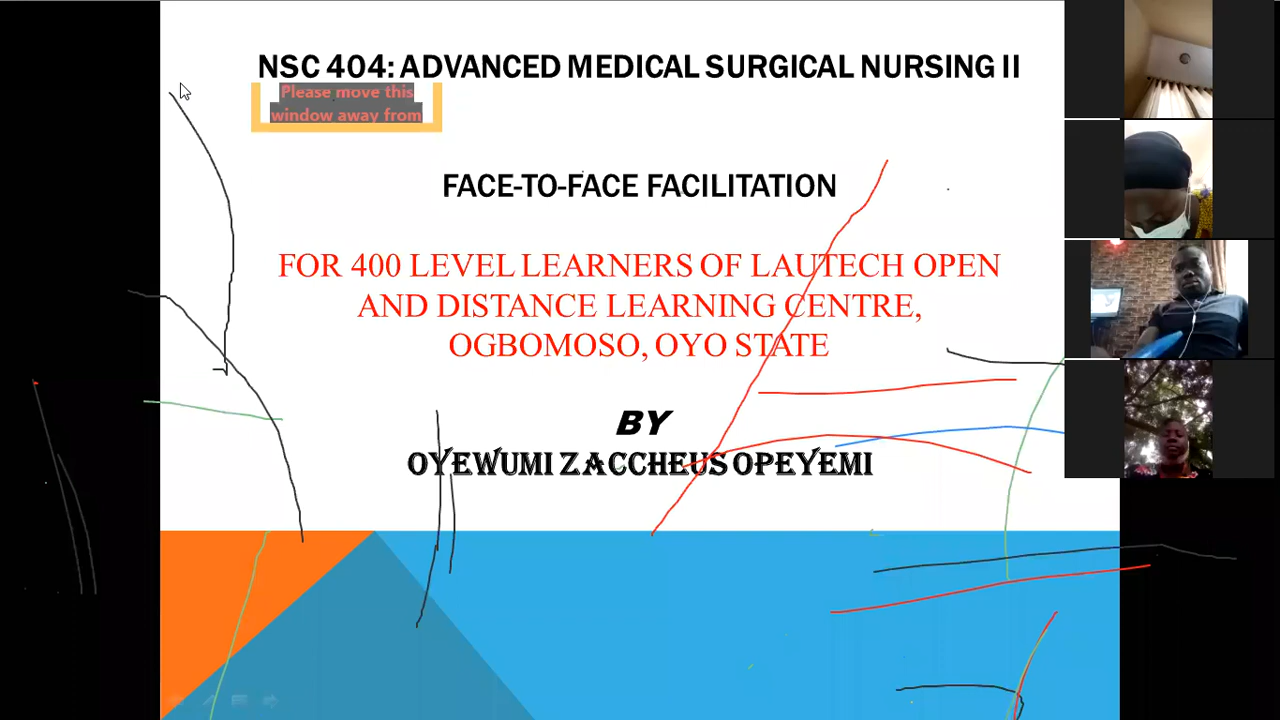 NSC 404: ADVANCED MEDICAL SURGICAL NURSING II
Please move this
window away from
FACE-TO-FACE FACILITATION
FOR 400 LEVEL LEARNERS OF LAUTECH OPEN
AND DISTANCE LEARNING CENTRE,
OGBOMOSO, OYO STATE
BY
OYEWUMI ZACCHEUS OPEYEMI